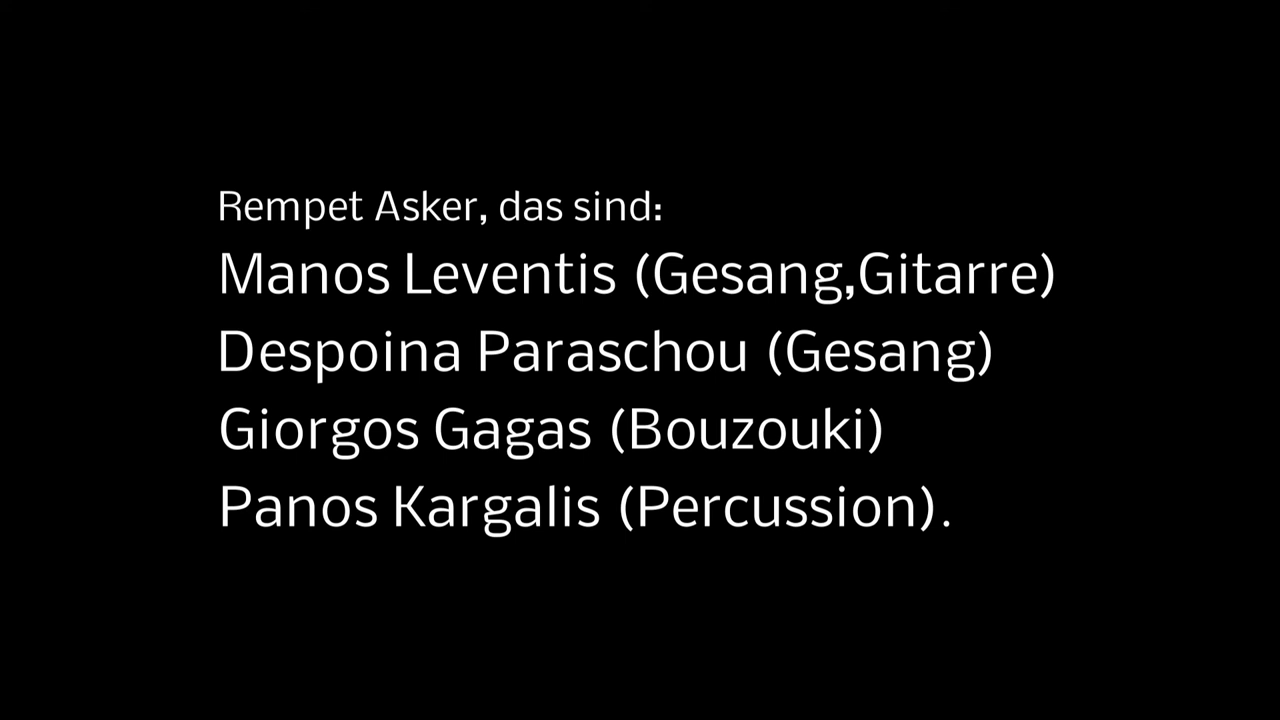 Rempet Asker, das sind:
Manos Leventis (Gesang,Gitarre)
Despoina Paraschou (Gesang)
Giorgos Gagas (Bouzouki)
Panos Kargalis (Percussion).